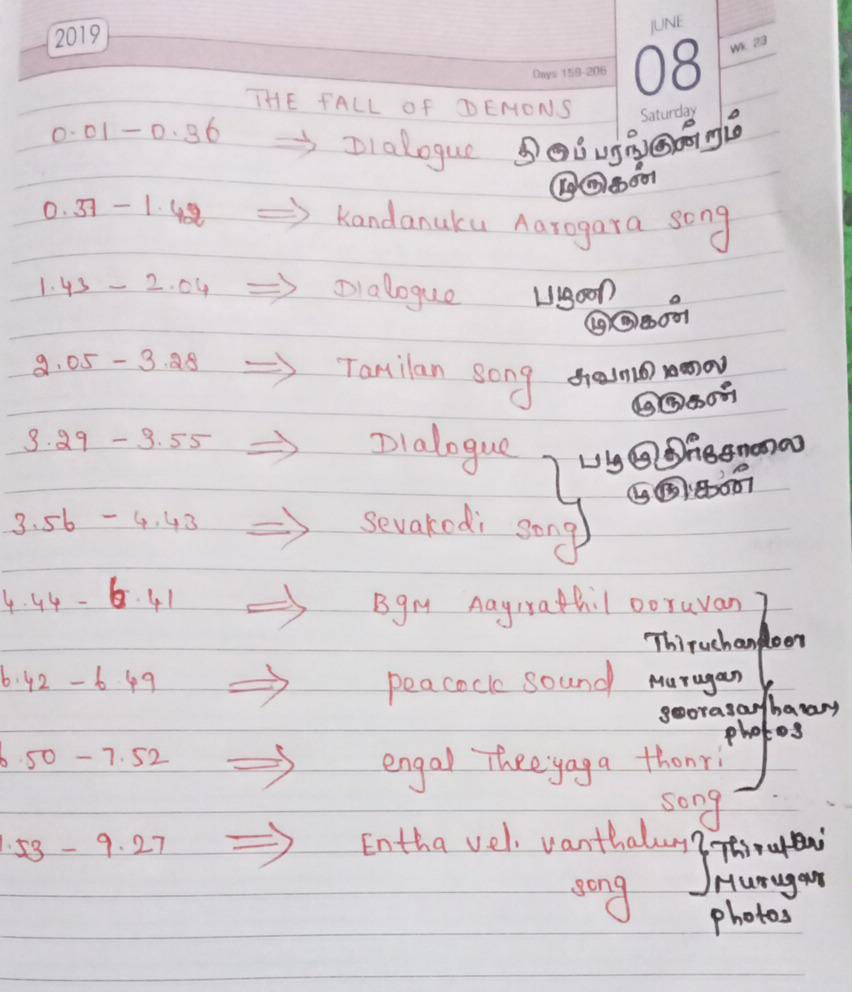 2019
JUNE
08
Saturday
Wk 23
Days 159-206
THE FALL OF DEMONS
0.01 - 0.36 ⇒ Dialogue திருப்பரங்குன்றம்
முருகன்
0.37 - 1.42 ⇒ Kandanuku Aarogara song
1.43 - 2.04 ⇒ Dialogue பழனி
முருகன்
2.05 - 3.28 ⇒ Tamilan song சுவாமி மலை
முருகன்
3.29 - 3.55 ⇒ Dialogue பழமுதிர்சோலை
முருகன்
3.56 - 4.43 ⇒ Sevakodi song
4.44 - 6.41 ⇒ BGM Aayirathil ooruvan
Thiruchandoor
6.42 - 6.49 ⇒ peacock sound Murugan
soorasambaram
photos
6.50 - 7.52 ⇒ engal Theeyaga thonri
song
7.53 - 9.27 ⇒ Entha vel. vanthalum Thiruthani
song Murugar
photos